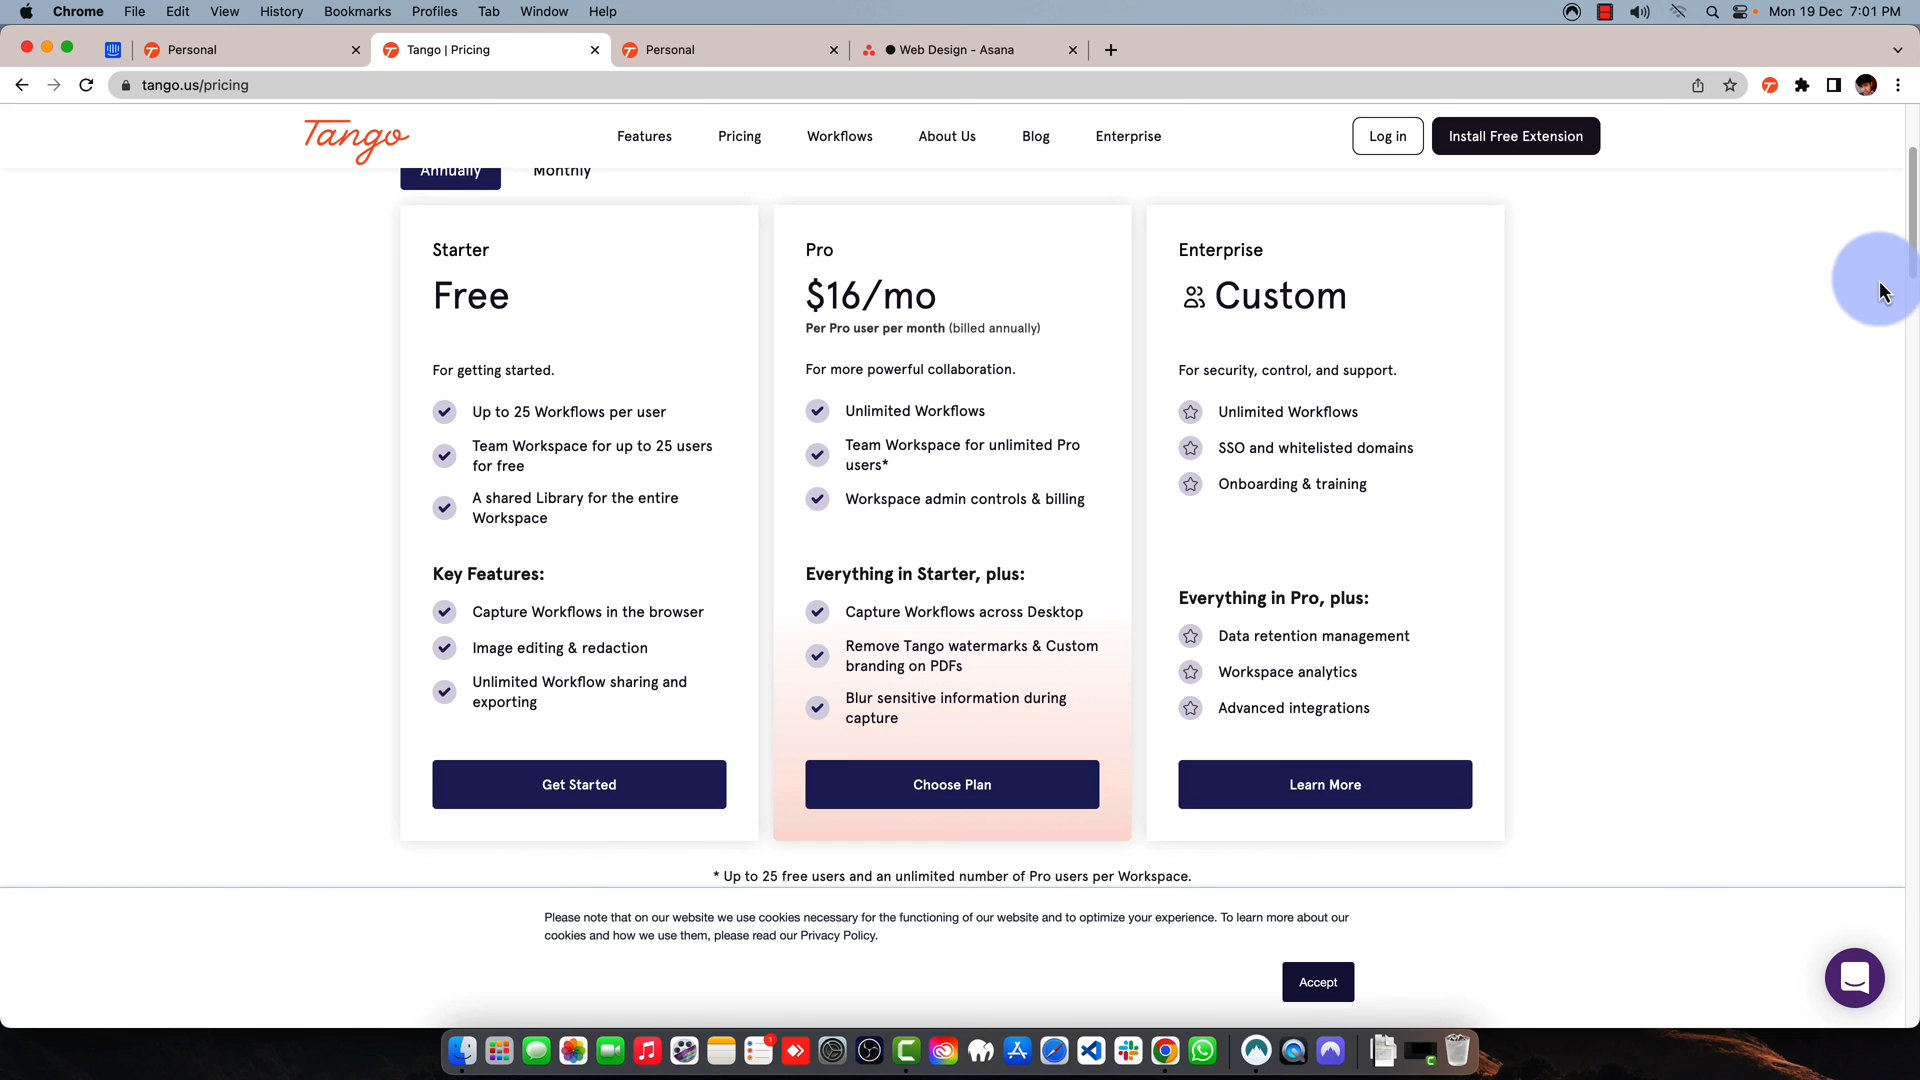 Chrome File Edit View History Bookmarks Profiles Tab Window Help Mon 19 Dec 7:01 PM
Personal Tango | Pricing Personal Web Design - Asana
tango.us/pricing
Tango Features Pricing Workflows About Us Blog Enterprise Log in Install Free Extension
Annually Monthly
Starter
Free
For getting started.
Up to 25 Workflows per user
Team Workspace for up to 25 users
for free
A shared Library for the entire
Workspace
Key Features:
Capture Workflows in the browser
Image editing & redaction
Unlimited Workflow sharing and
exporting
Get Started
Pro
$16/mo
Per Pro user per month (billed annually)
For more powerful collaboration.
Unlimited Workflows
Team Workspace for unlimited Pro
users*
Workspace admin controls & billing
Everything in Starter, plus:
Capture Workflows across Desktop
Remove Tango watermarks & Custom
branding on PDFs
Blur sensitive information during
capture
Choose Plan
Enterprise
Custom
For security, control, and support.
Unlimited Workflows
SSO and whitelisted domains
Onboarding & training
Everything in Pro, plus:
Data retention management
Workspace analytics
Advanced integrations
Learn More
* Up to 25 free users and an unlimited number of Pro users per Workspace.
Please note that on our website we use cookies necessary for the functioning of our website and to optimize your experience. To learn more about our
cookies and how we use them, please read our Privacy Policy.
Accept